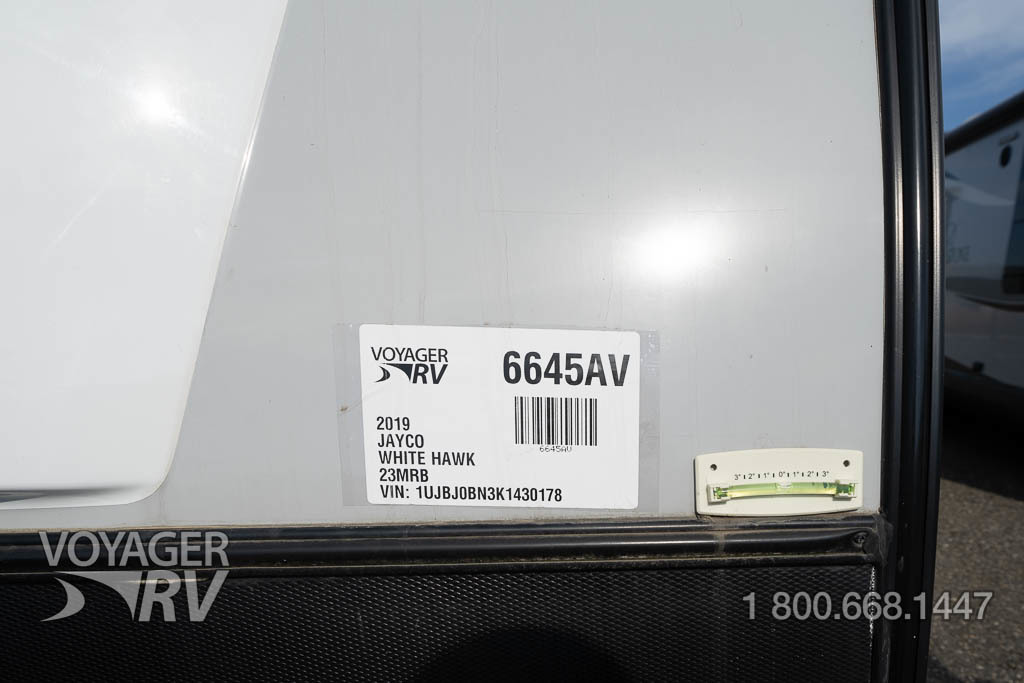 VOYAGER
RV
6645AV
6645AV
2019
JAYCO
WHITE HAWK
23MRB
VIN: 1UJBJ0BN3K1430178
3° 2° 1° 0° 1° 2° 3°
VOYAGER
RV
1 800.668.1447